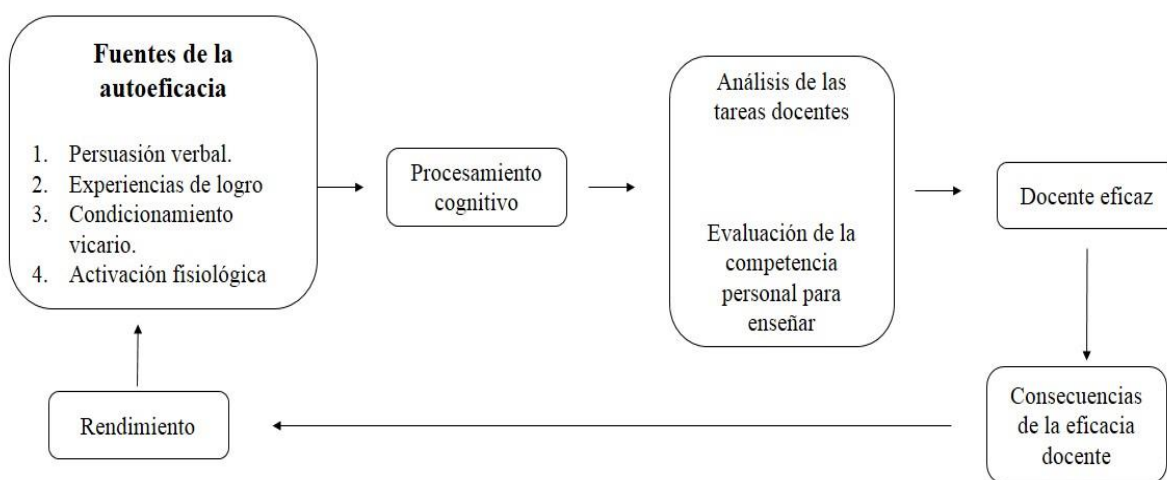 Fuentes de la
autoeficacia
1. Persuasión verbal.
2. Experiencias de logro
3. Condicionamiento
vicario.
4. Activación fisiológica
Procesamiento
cognitivo
Análisis de las
tareas docentes
Evaluación de la
competencia
personal para
enseñar
Docente eficaz
Consecuencias
de la eficacia
docente
Rendimiento